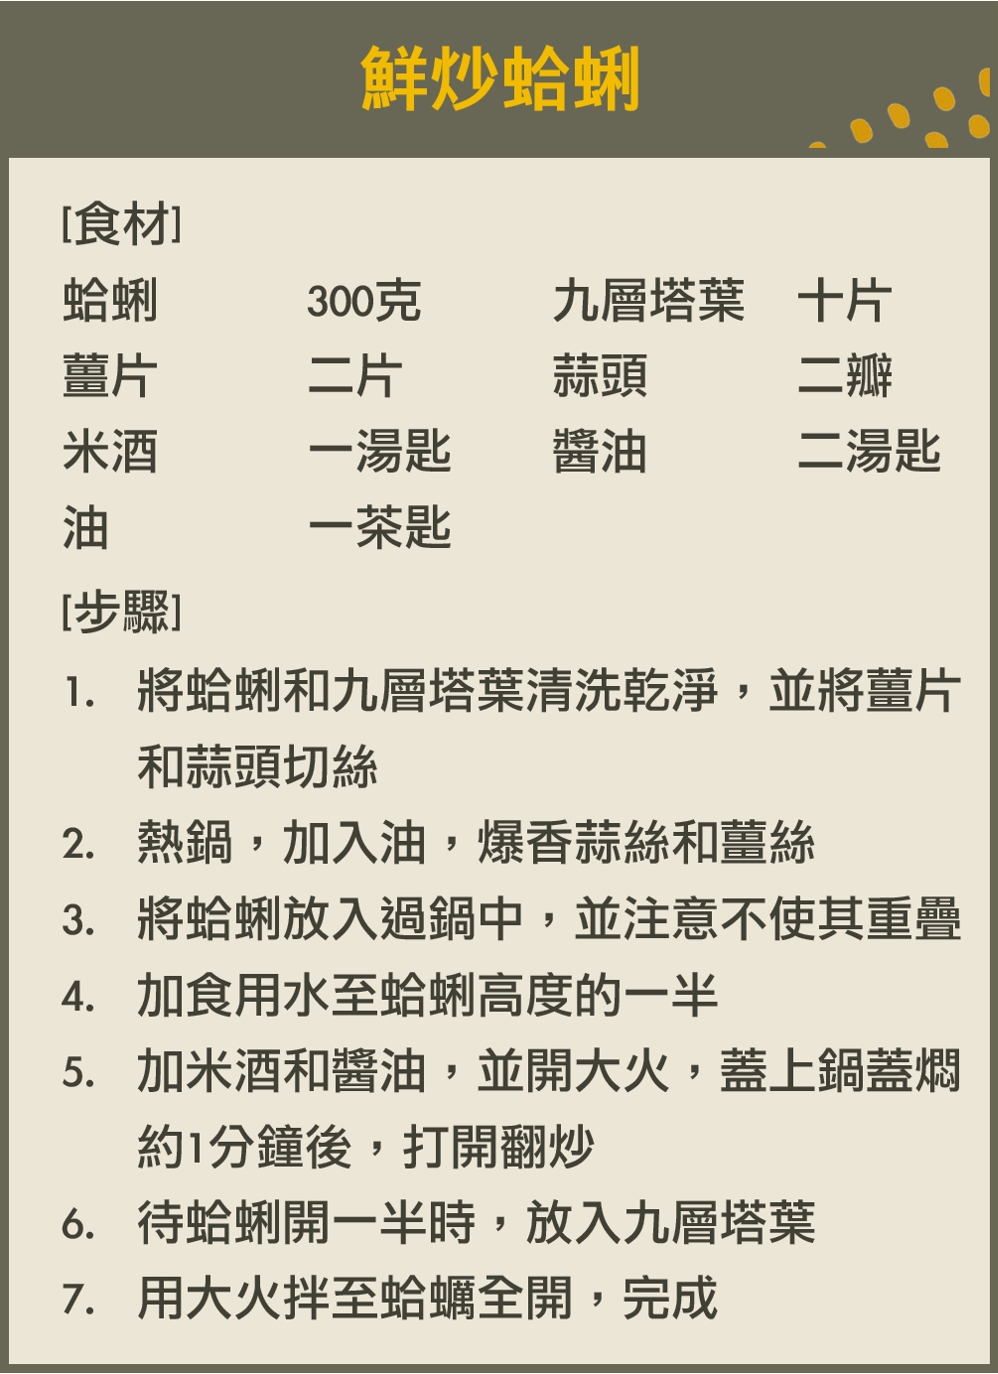 鮮炒蛤蜊
[食材]
蛤蜊 300克 九層塔葉 十片
薑片 二片 蒜頭 二瓣
米酒 一湯匙 醬油 二湯匙
油 一茶匙
[步驟]
1. 將蛤蜊和九層塔葉清洗乾淨，並將薑片
和蒜頭切絲
2. 熱鍋，加入油，爆香蒜絲和薑絲
3. 將蛤蜊放入過鍋中，並注意不使其重疊
4. 加食用水至蛤蜊高度的一半
5. 加米酒和醬油，並開大火，蓋上鍋蓋燜
約1分鐘後，打開翻炒
6. 待蛤蜊開一半時，放入九層塔葉
7. 用大火拌至蛤蠣全開，完成